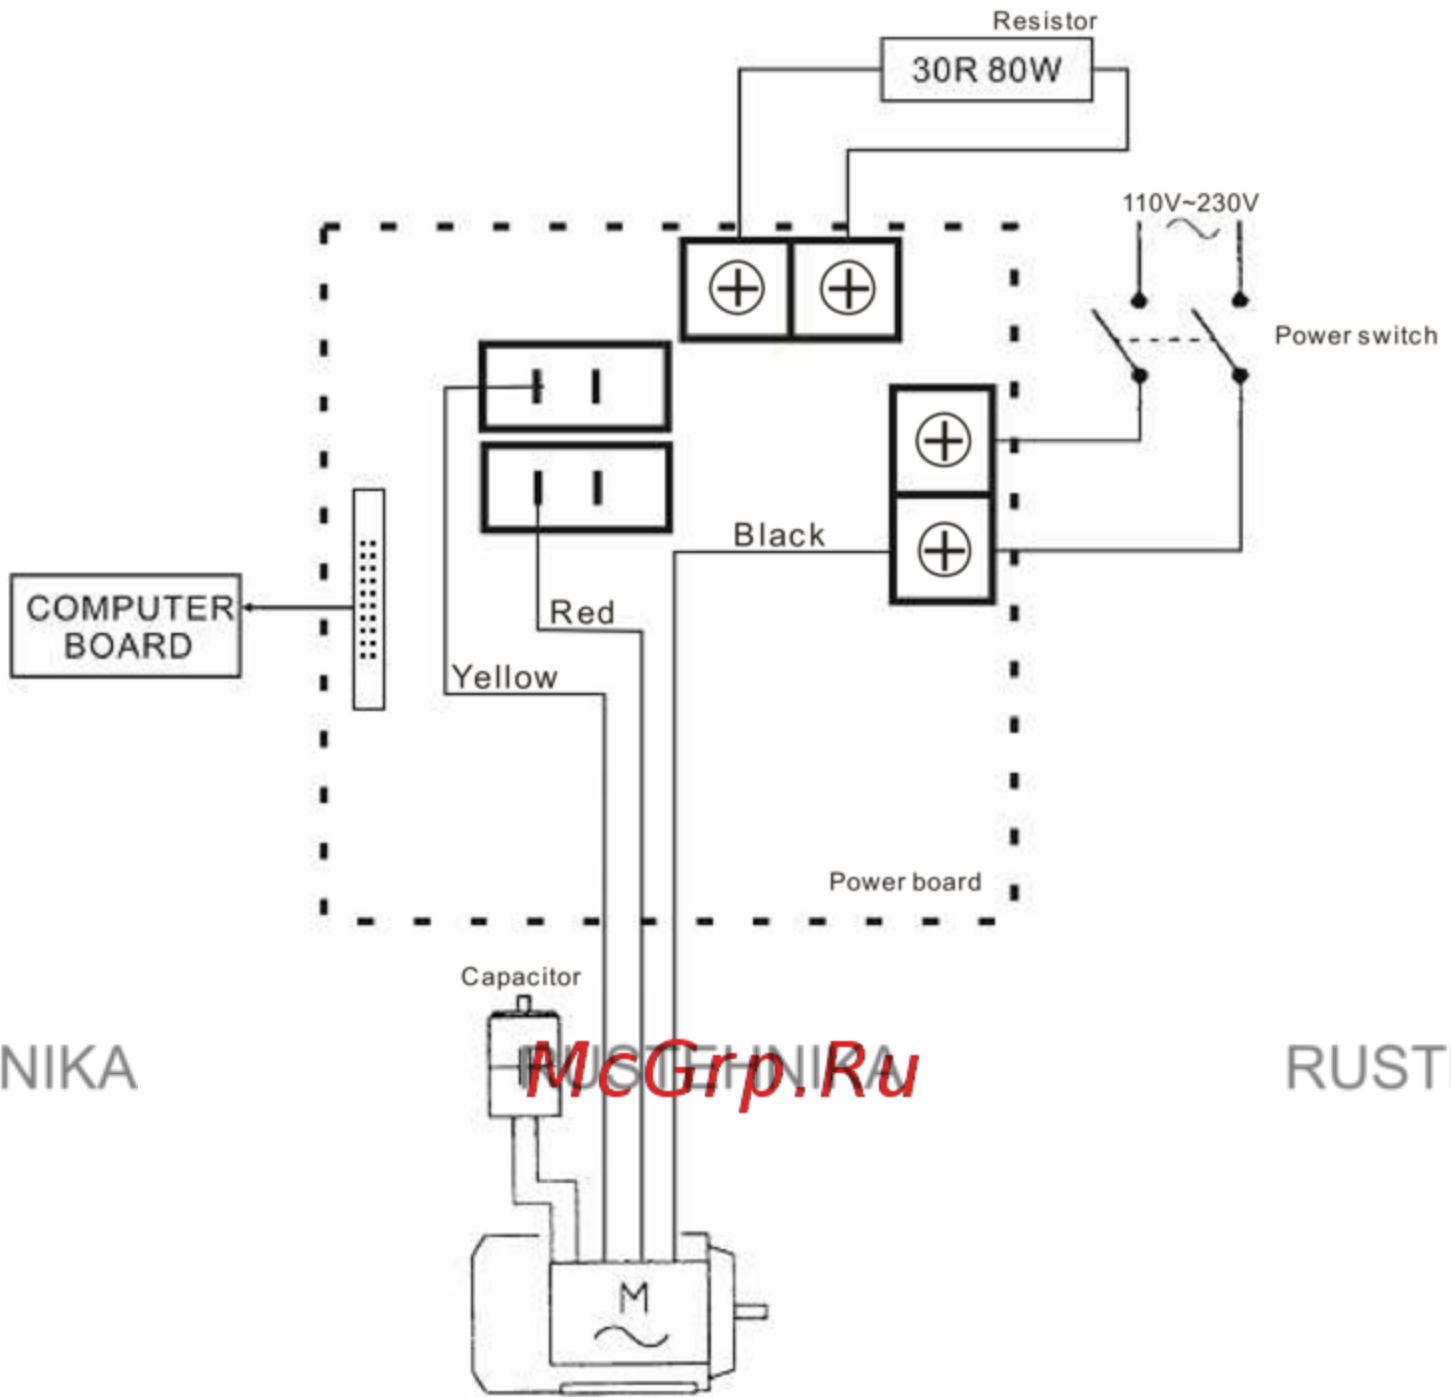 Resistor
30R 80W
110V~230V
Power switch
Black
Red
COMPUTER
BOARD
Yellow
Power board
Capacitor
NIKA
RUSTEHNIKA
McGrp.Ru
RUST
M